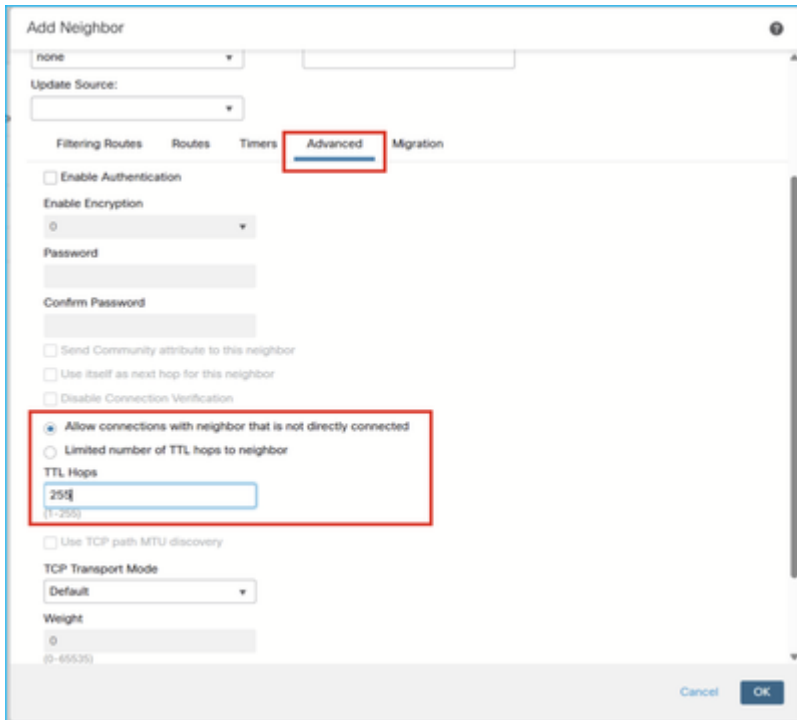 Add Neighbor
none
Update Source:
Filtering Routes Routes Timers Advanced Migration
Enable Authentication
Enable Encryption
0
Password
Confirm Password
Send Community attribute to this neighbor
Use itself as next hop for this neighbor
Disable Connection Verification
Allow connections with neighbor that is not directly connected
Limited number of TTL hops to neighbor
TTL Hops
255
(1-255)
Use TCP path MTU discovery
TCP Transport Mode
Default
Weight
0
(0-65535)
Cancel OK